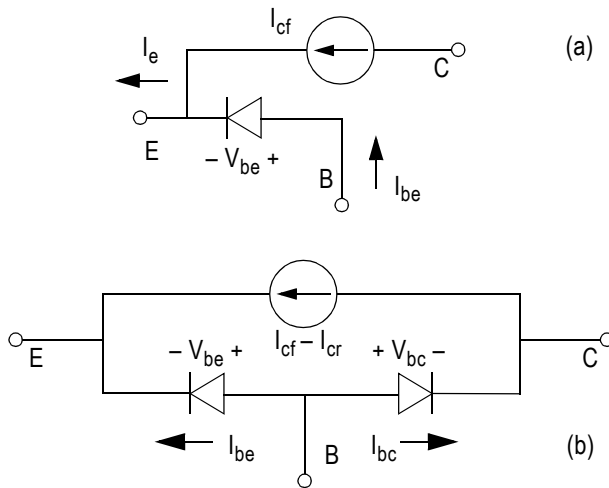 I_cf
(a)
I_e
C
E
– V_be +
B
I_be
I_cf – I_cr
E
– V_be +
+ V_bc –
C
I_be
B
I_bc
(b)